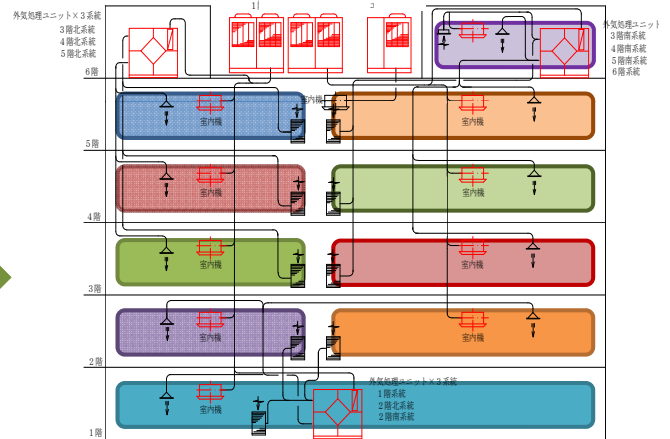 外気処理ユニット×3系統
3階北系統
4階北系統
5階北系統
外気処理ユニット
3階南系統
4階南系統
5階南系統
6階系統
6階
室内機
室内機
室内機
5階
室内機
室内機
4階
室内機
室内機
3階
室内機
室内機
2階
外気処理ユニット×3系統
1階系統
2階北系統
2階南系統
室内機
1階